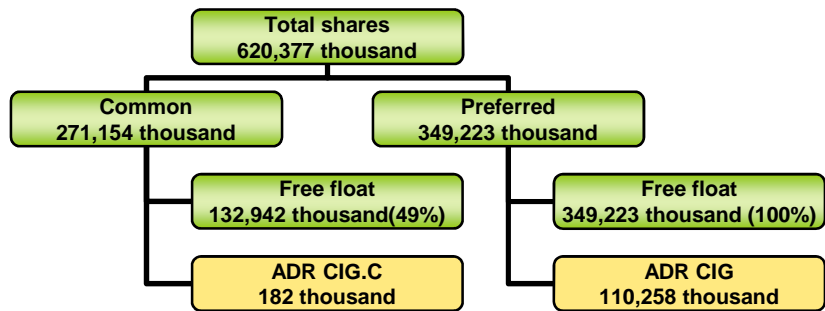 Total shares
620,377 thousand
Common
271,154 thousand
Preferred
349,223 thousand
Free float
132,942 thousand(49%)
Free float
349,223 thousand (100%)
ADR CIG.C
182 thousand
ADR CIG
110,258 thousand